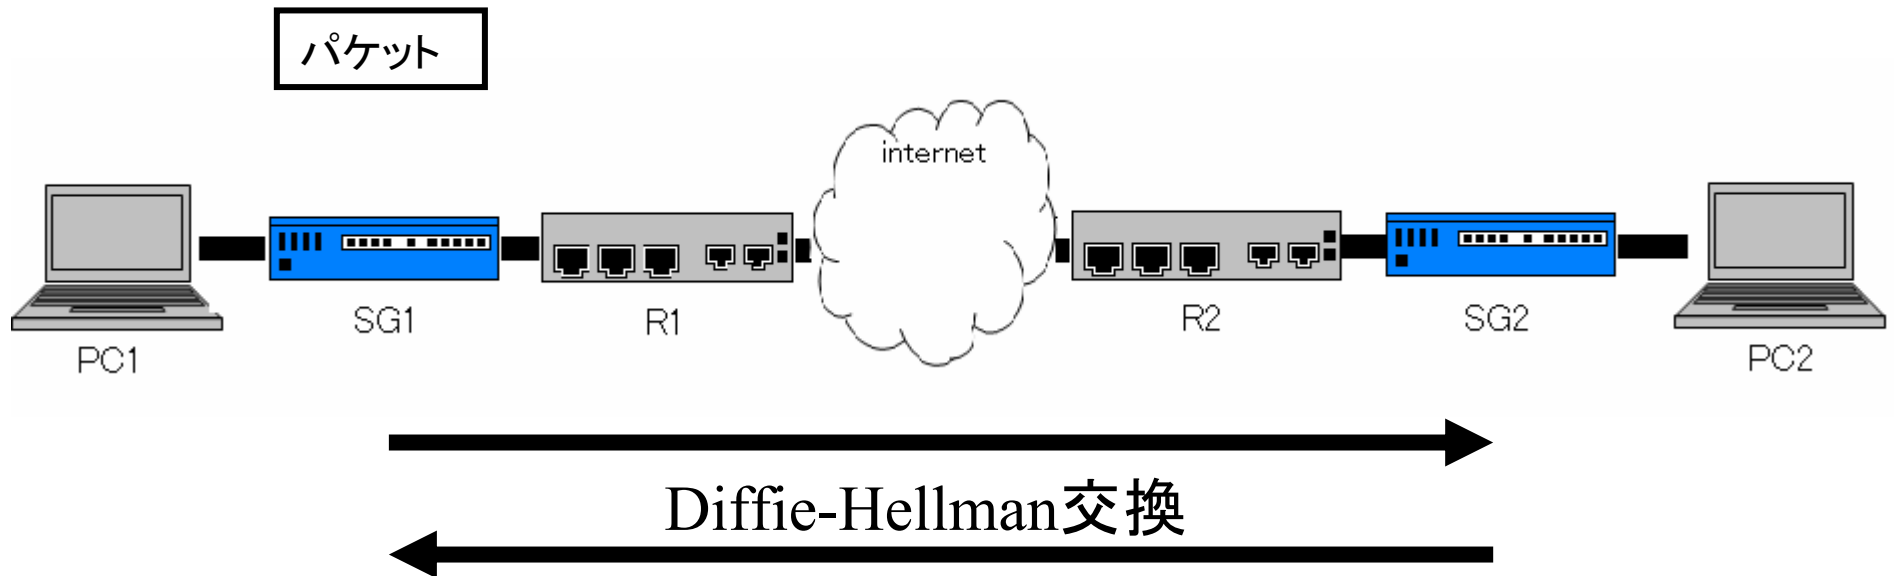 パケット
internet
SG1
R1
R2
SG2
PC1
PC2
Diffie-Hellman交換